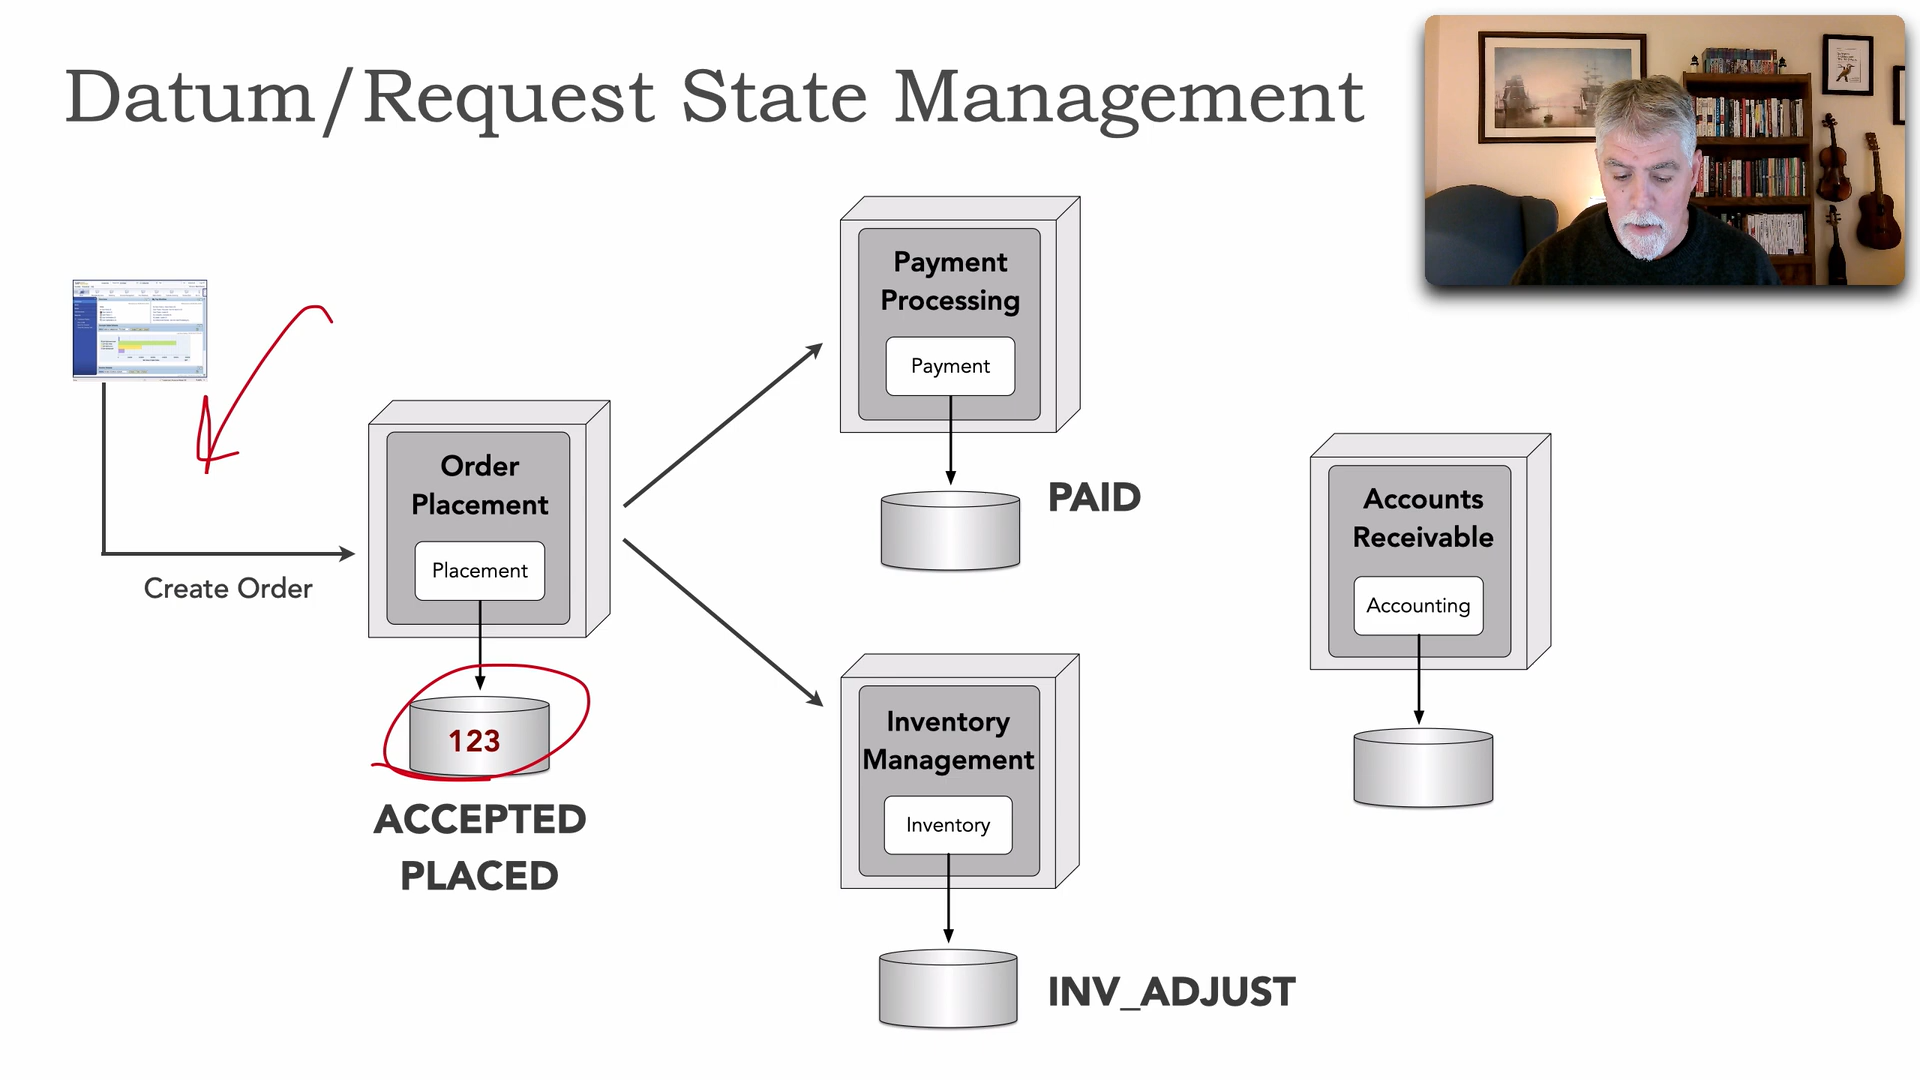 Datum/Request State Management
Create Order
Order
Placement
Placement
123
ACCEPTED
PLACED
Payment
Processing
Payment
PAID
Inventory
Management
Inventory
INV_ADJUST
Accounts
Receivable
Accounting